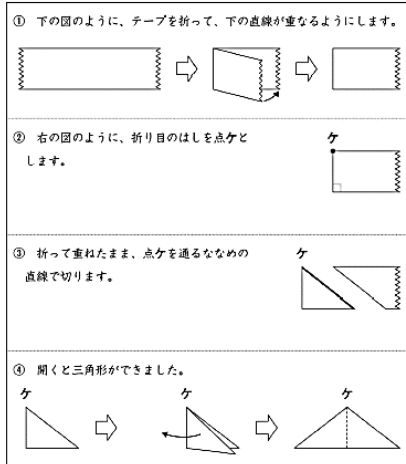 ① 下の図のように、テープを折って、下の直線が重なるようにします。
② 右の図のように、折り目のはしを点ケと
します。
ケ
③ 折って重ねたまま、点ケを通るななめの
直線で切ります。
ケ
④ 開くと三角形ができました。
ケ
ケ
ケ